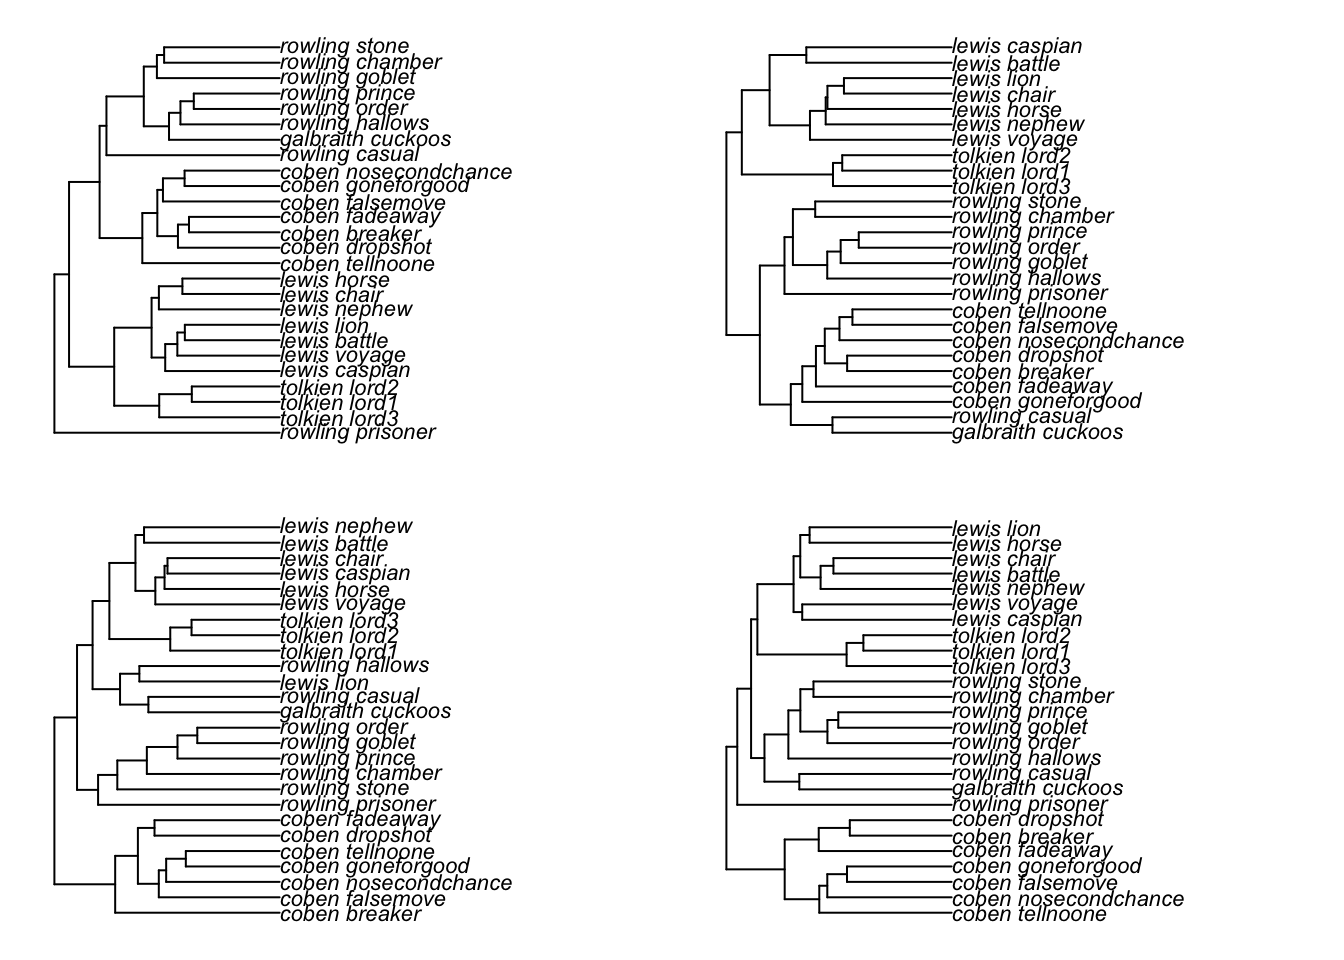 rowling stone
rowling chamber
rowling goblet
rowling prince
rowling order
rowling hallows
galbraith cuckoos
rowling casual
coben nosecondchance
coben goneforgood
coben falsemove
coben fadeaway
coben breaker
coben dropshot
coben tellnoone
lewis horse
lewis chair
lewis nephew
lewis lion
lewis battle
lewis voyage
lewis caspian
tolkien lord2
tolkien lord1
tolkien lord3
rowling prisoner
lewis caspian
lewis battle
lewis lion
lewis chair
lewis horse
lewis nephew
lewis voyage
tolkien lord2
tolkien lord1
tolkien lord3
rowling stone
rowling chamber
rowling prince
rowling order
rowling goblet
rowling hallows
rowling prisoner
coben tellnoone
coben falsemove
coben nosecondchance
coben dropshot
coben breaker
coben fadeaway
coben goneforgood
rowling casual
galbraith cuckoos
lewis nephew
lewis battle
lewis chair
lewis caspian
lewis horse
lewis voyage
tolkien lord3
tolkien lord2
tolkien lord1
rowling hallows
lewis lion
rowling casual
galbraith cuckoos
rowling order
rowling goblet
rowling prince
rowling chamber
rowling stone
rowling prisoner
coben fadeaway
coben dropshot
coben tellnoone
coben goneforgood
coben nosecondchance
coben falsemove
coben breaker
lewis lion
lewis horse
lewis chair
lewis battle
lewis nephew
lewis voyage
lewis caspian
tolkien lord2
tolkien lord1
tolkien lord3
rowling stone
rowling chamber
rowling prince
rowling goblet
rowling order
rowling hallows
rowling casual
galbraith cuckoos
rowling prisoner
coben dropshot
coben breaker
coben fadeaway
coben goneforgood
coben falsemove
coben nosecondchance
coben tellnoone